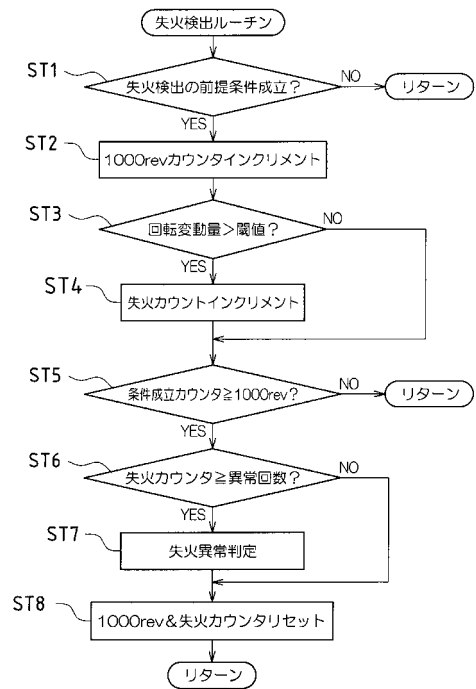 失火検出ルーチン
ST1
失火検出の前提条件成立？
NO
リターン
YES
ST2
1000revカウンタインクリメント
ST3
回転変動量＞閾値？
NO
YES
ST4
失火カウントインクリメント
ST5
条件成立カウンタ≧1000rev？
NO
リターン
YES
ST6
失火カウンタ≧異常回数？
NO
YES
ST7
失火異常判定
ST8
1000rev＆失火カウンタリセット
リターン